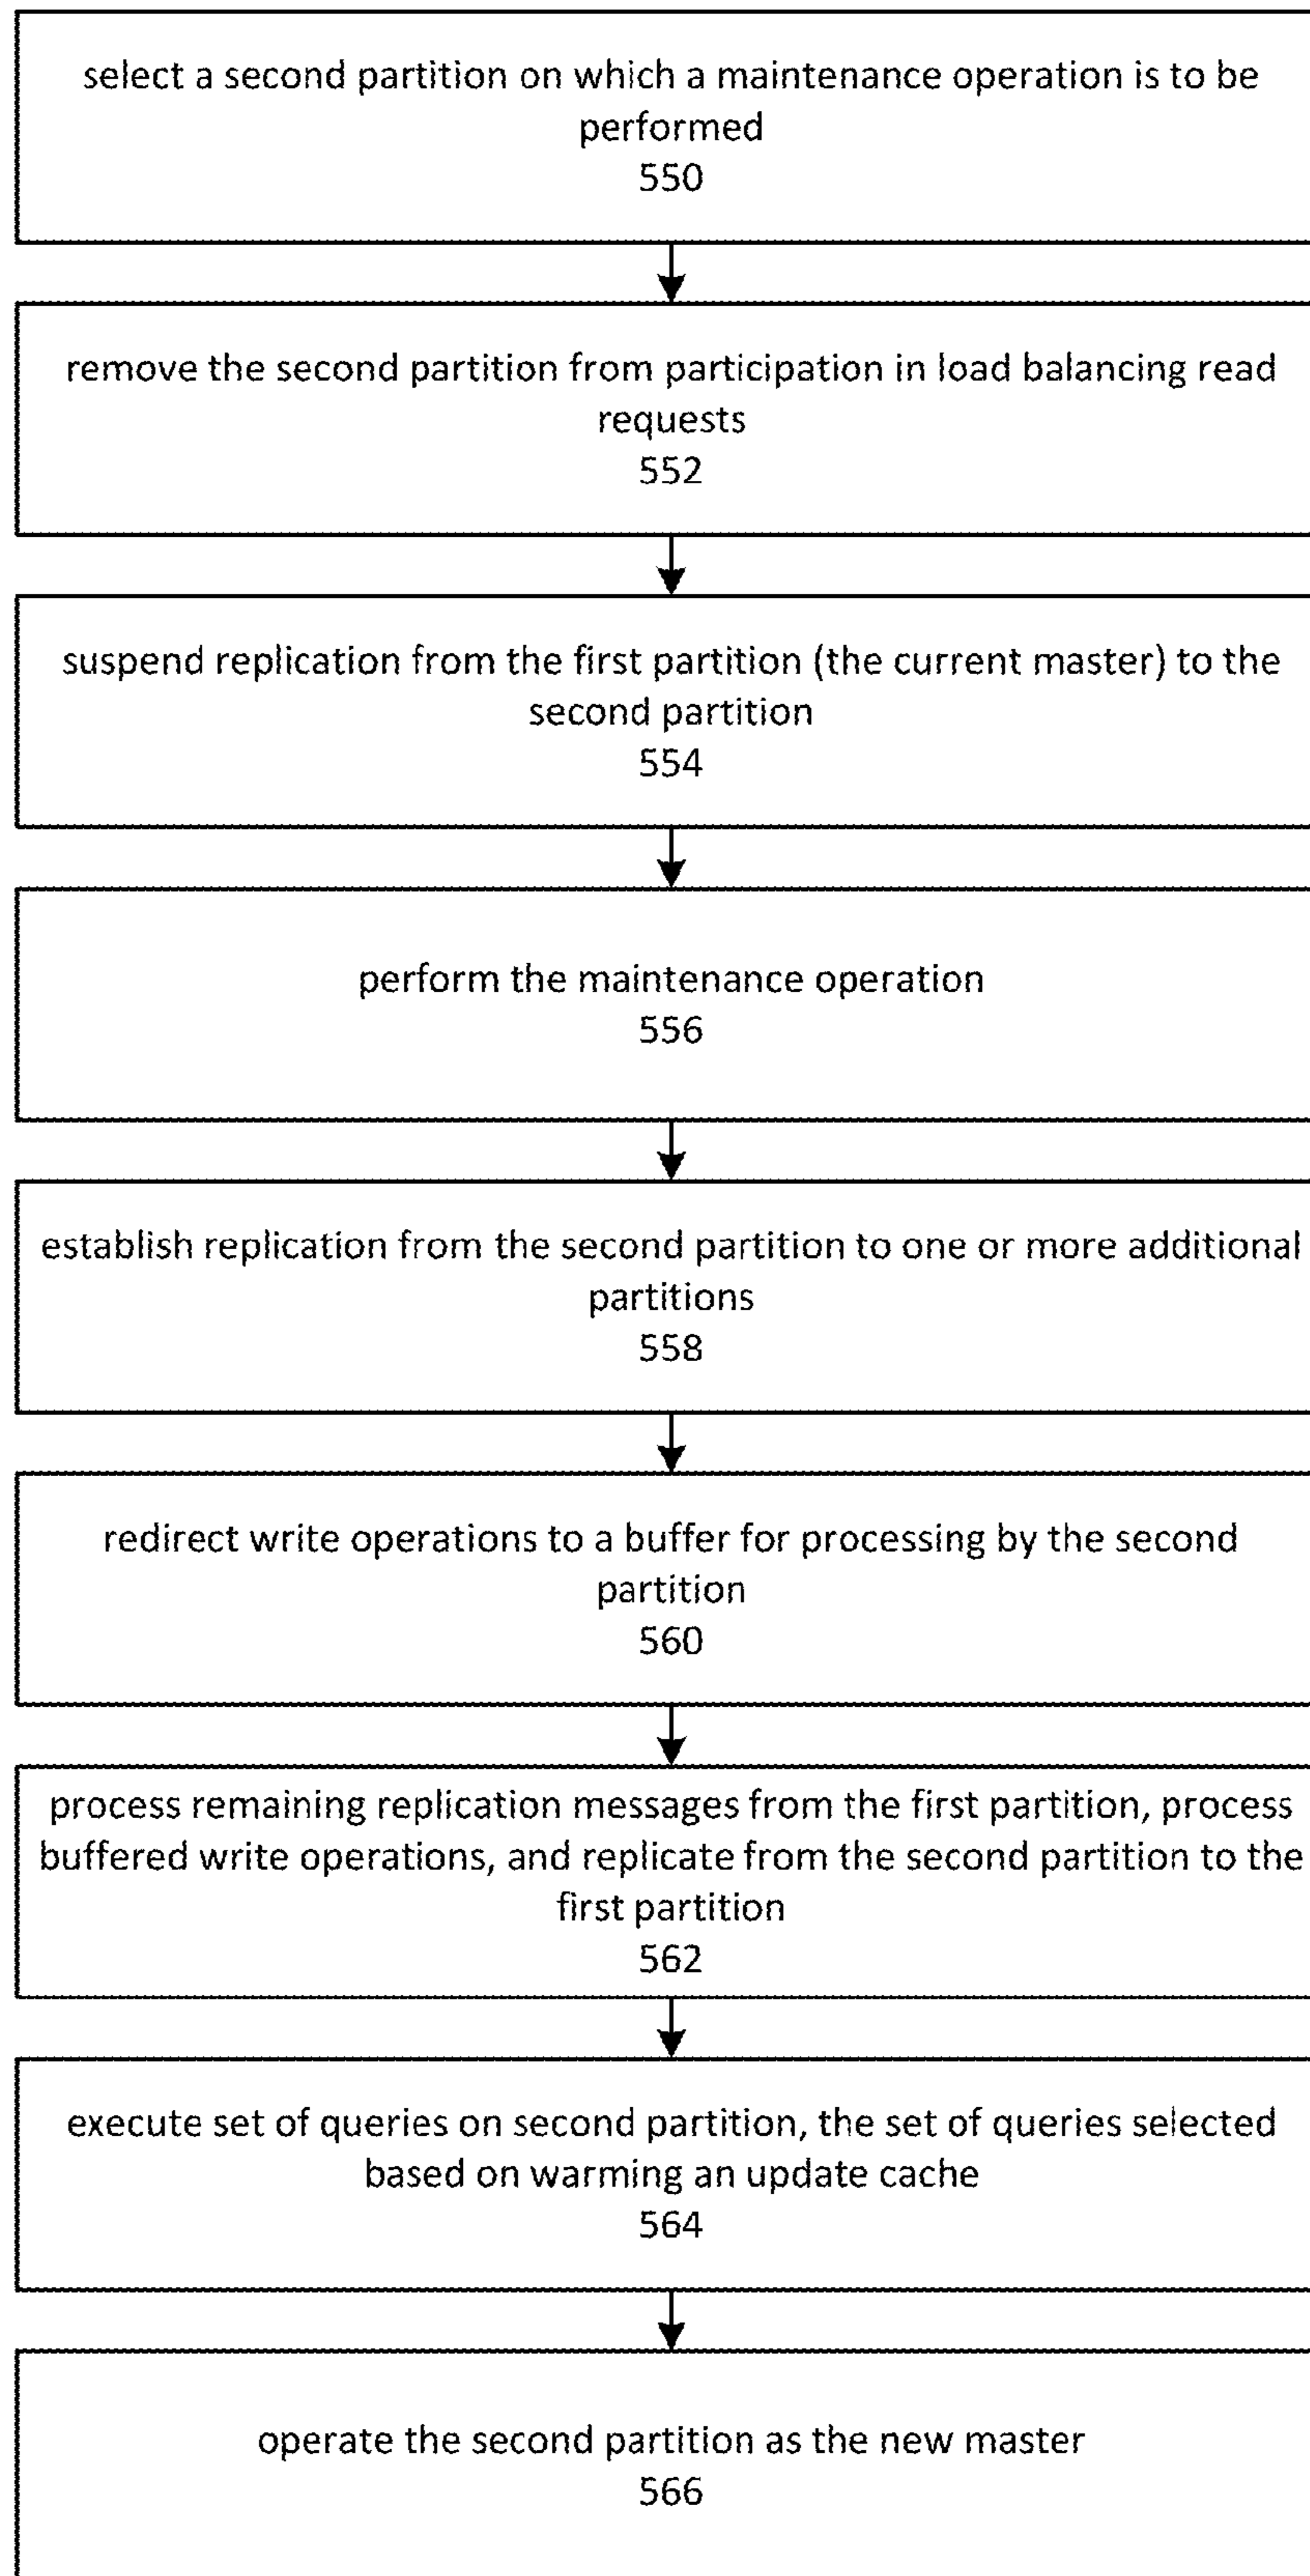 select a second partition on which a maintenance operation is to be
performed
550
remove the second partition from participation in load balancing read
requests
552
suspend replication from the first partition (the current master) to the
second partition
554
perform the maintenance operation
556
establish replication from the second partition to one or more additional
partitions
558
redirect write operations to a buffer for processing by the second
partition
560
process remaining replication messages from the first partition, process
buffered write operations, and replicate from the second partition to the
first partition
562
execute set of queries on second partition, the set of queries selected
based on warming an update cache
564
operate the second partition as the new master
566